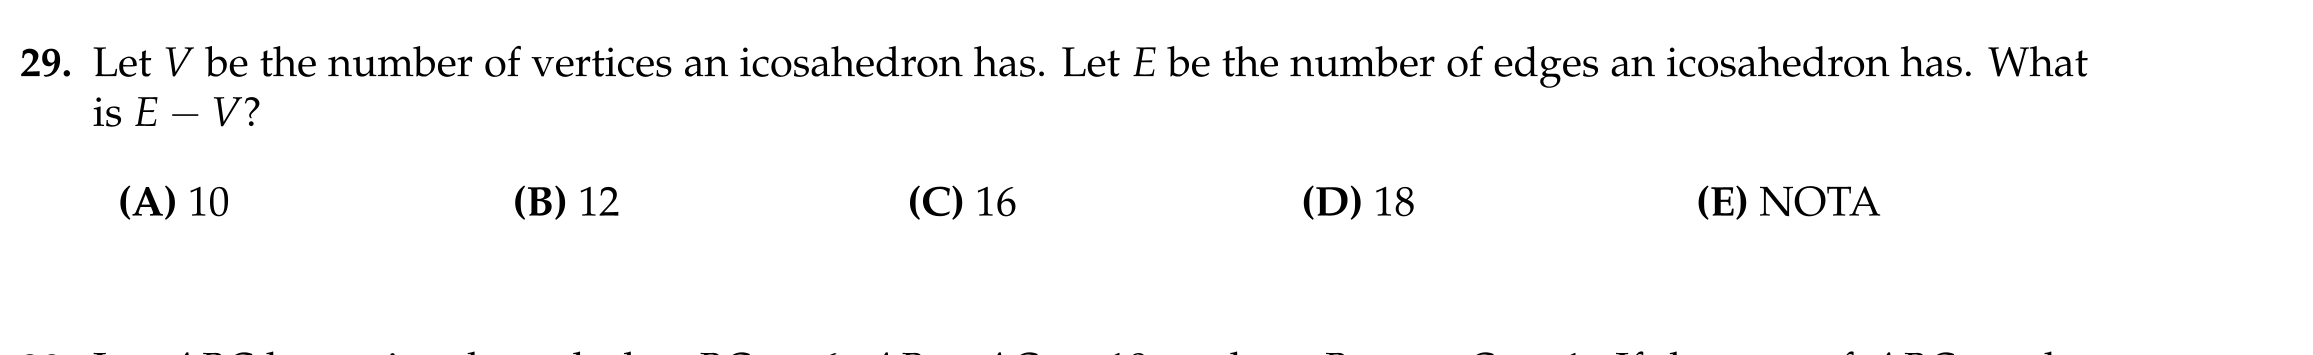 29. Let V be the number of vertices an icosahedron has. Let E be the number of edges an icosahedron has. What
is E − V?
(A) 10 (B) 12 (C) 16 (D) 18 (E) NOTA